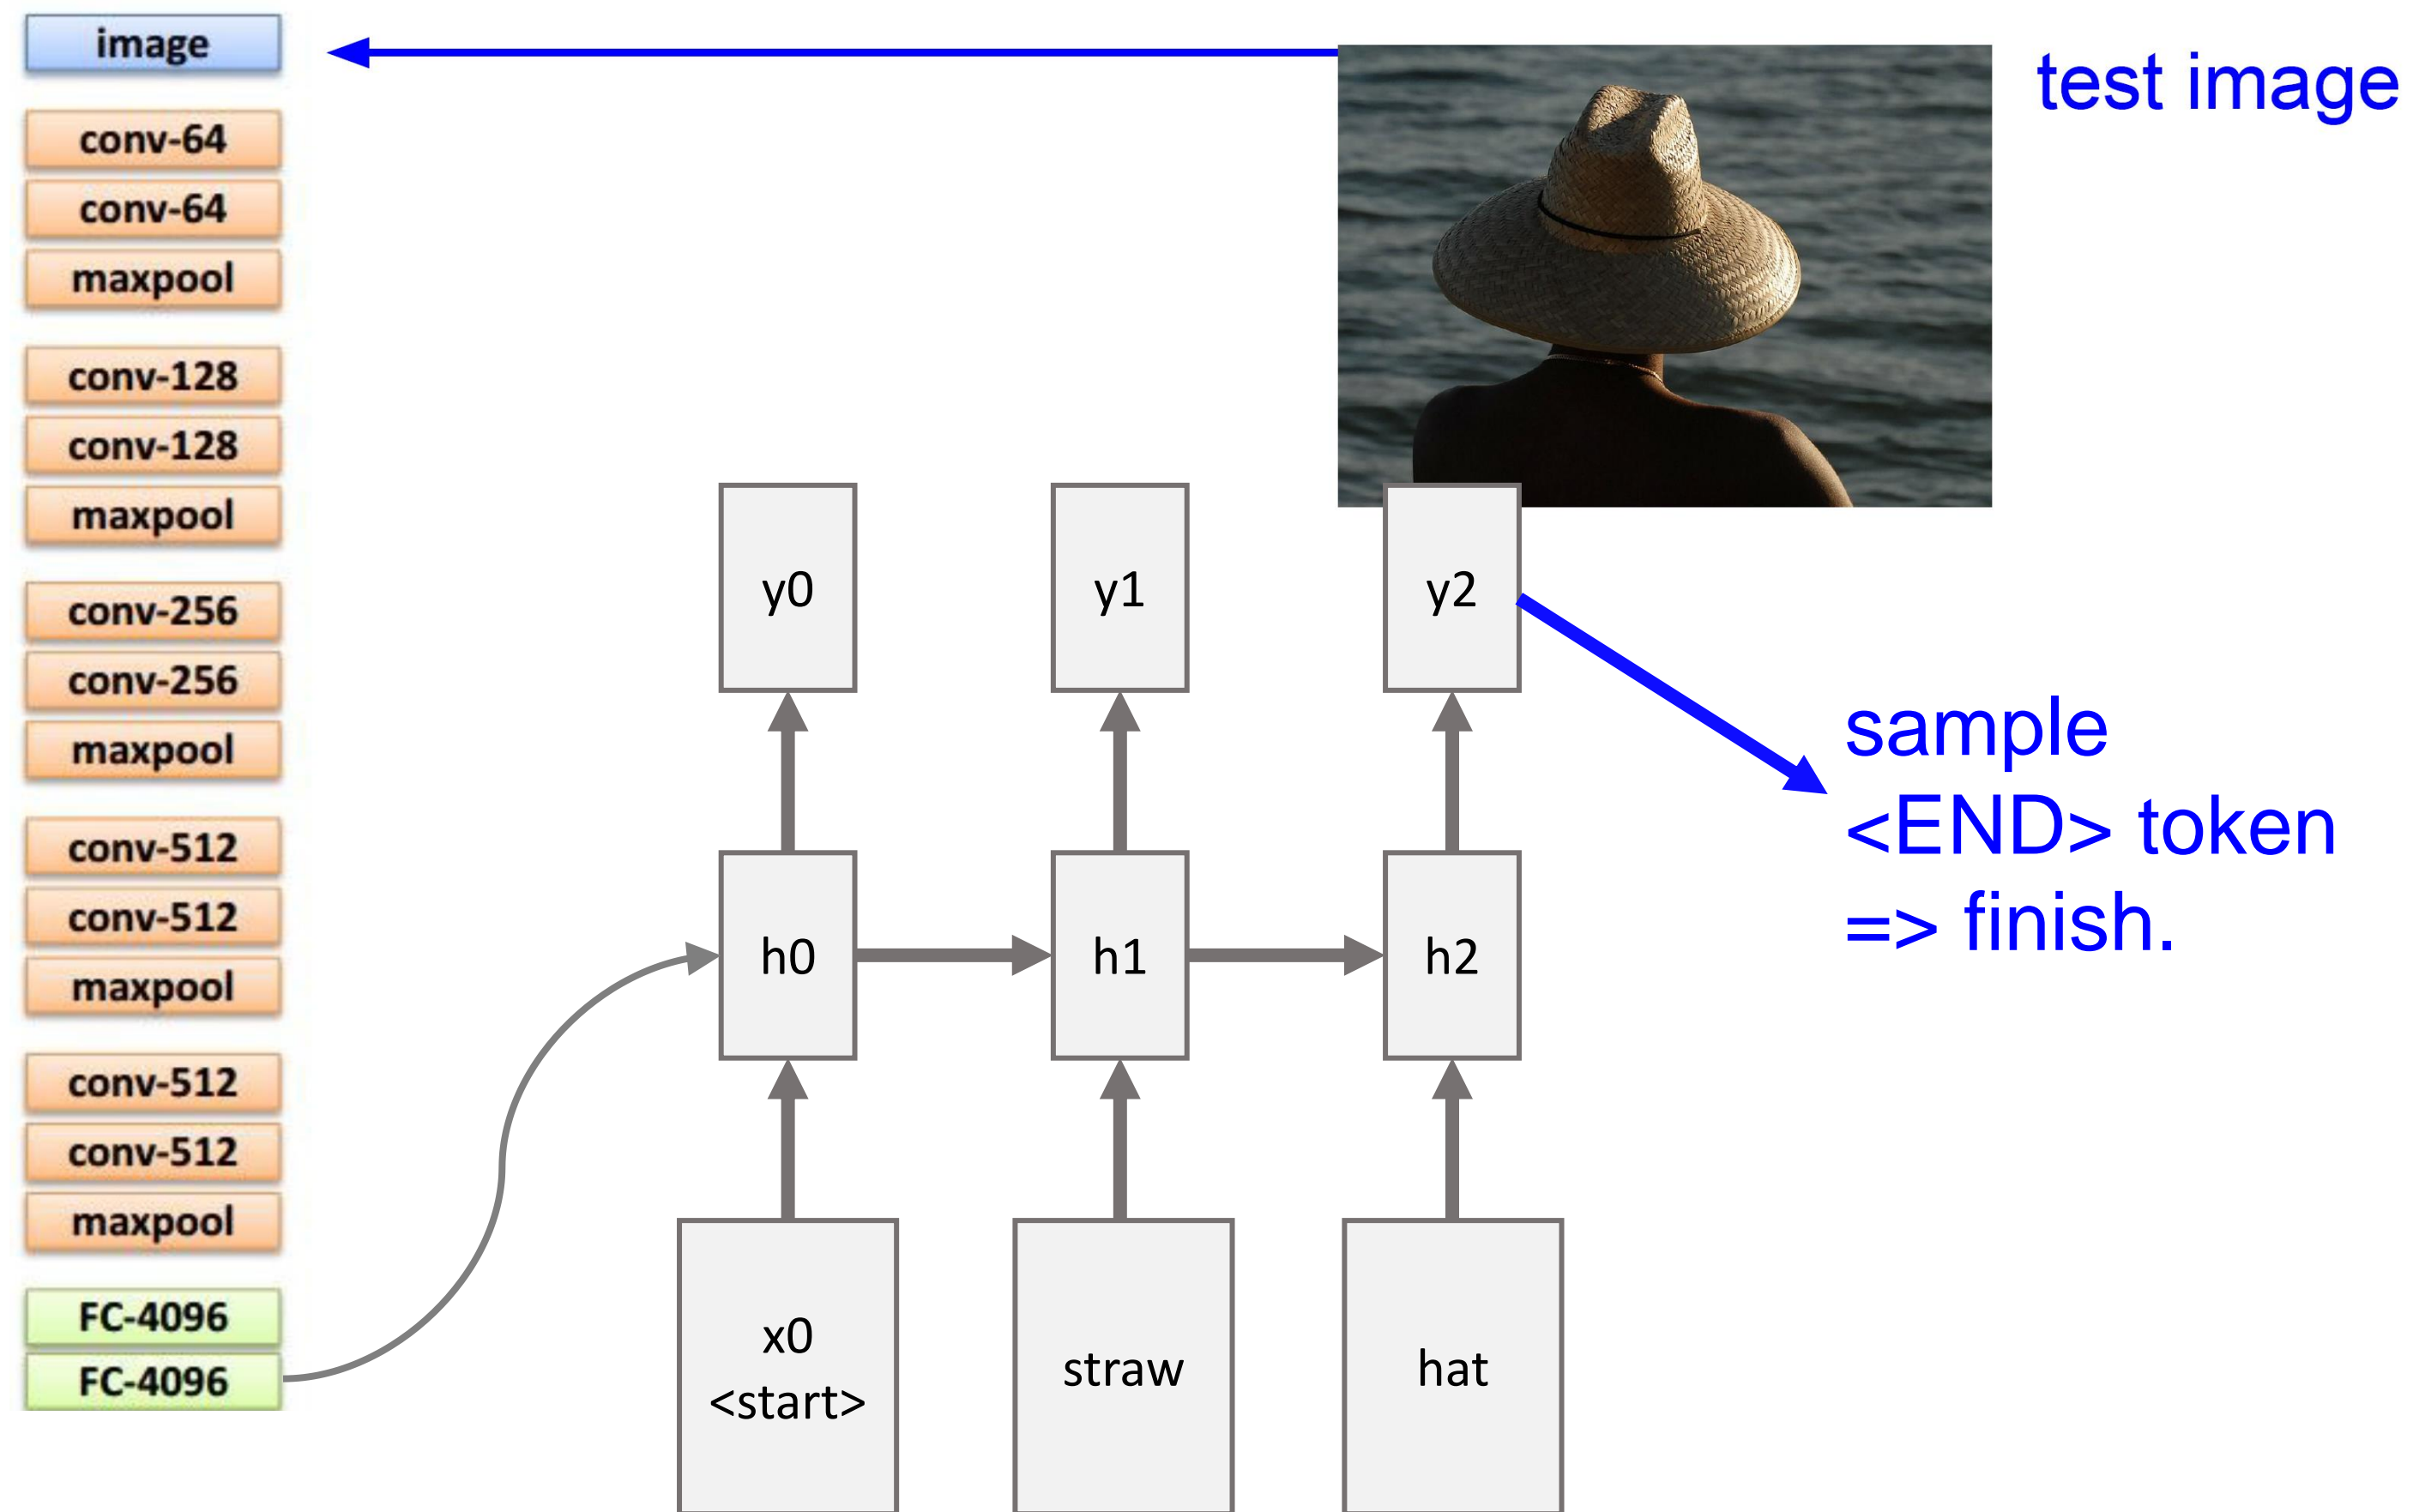 image
conv-64
conv-64
maxpool
conv-128
conv-128
maxpool
conv-256
conv-256
maxpool
conv-512
conv-512
maxpool
conv-512
conv-512
maxpool
FC-4096
FC-4096
test image
y0
y1
y2
sample
<END> token
=> finish.
h0
h1
h2
x0
<start>
straw
hat